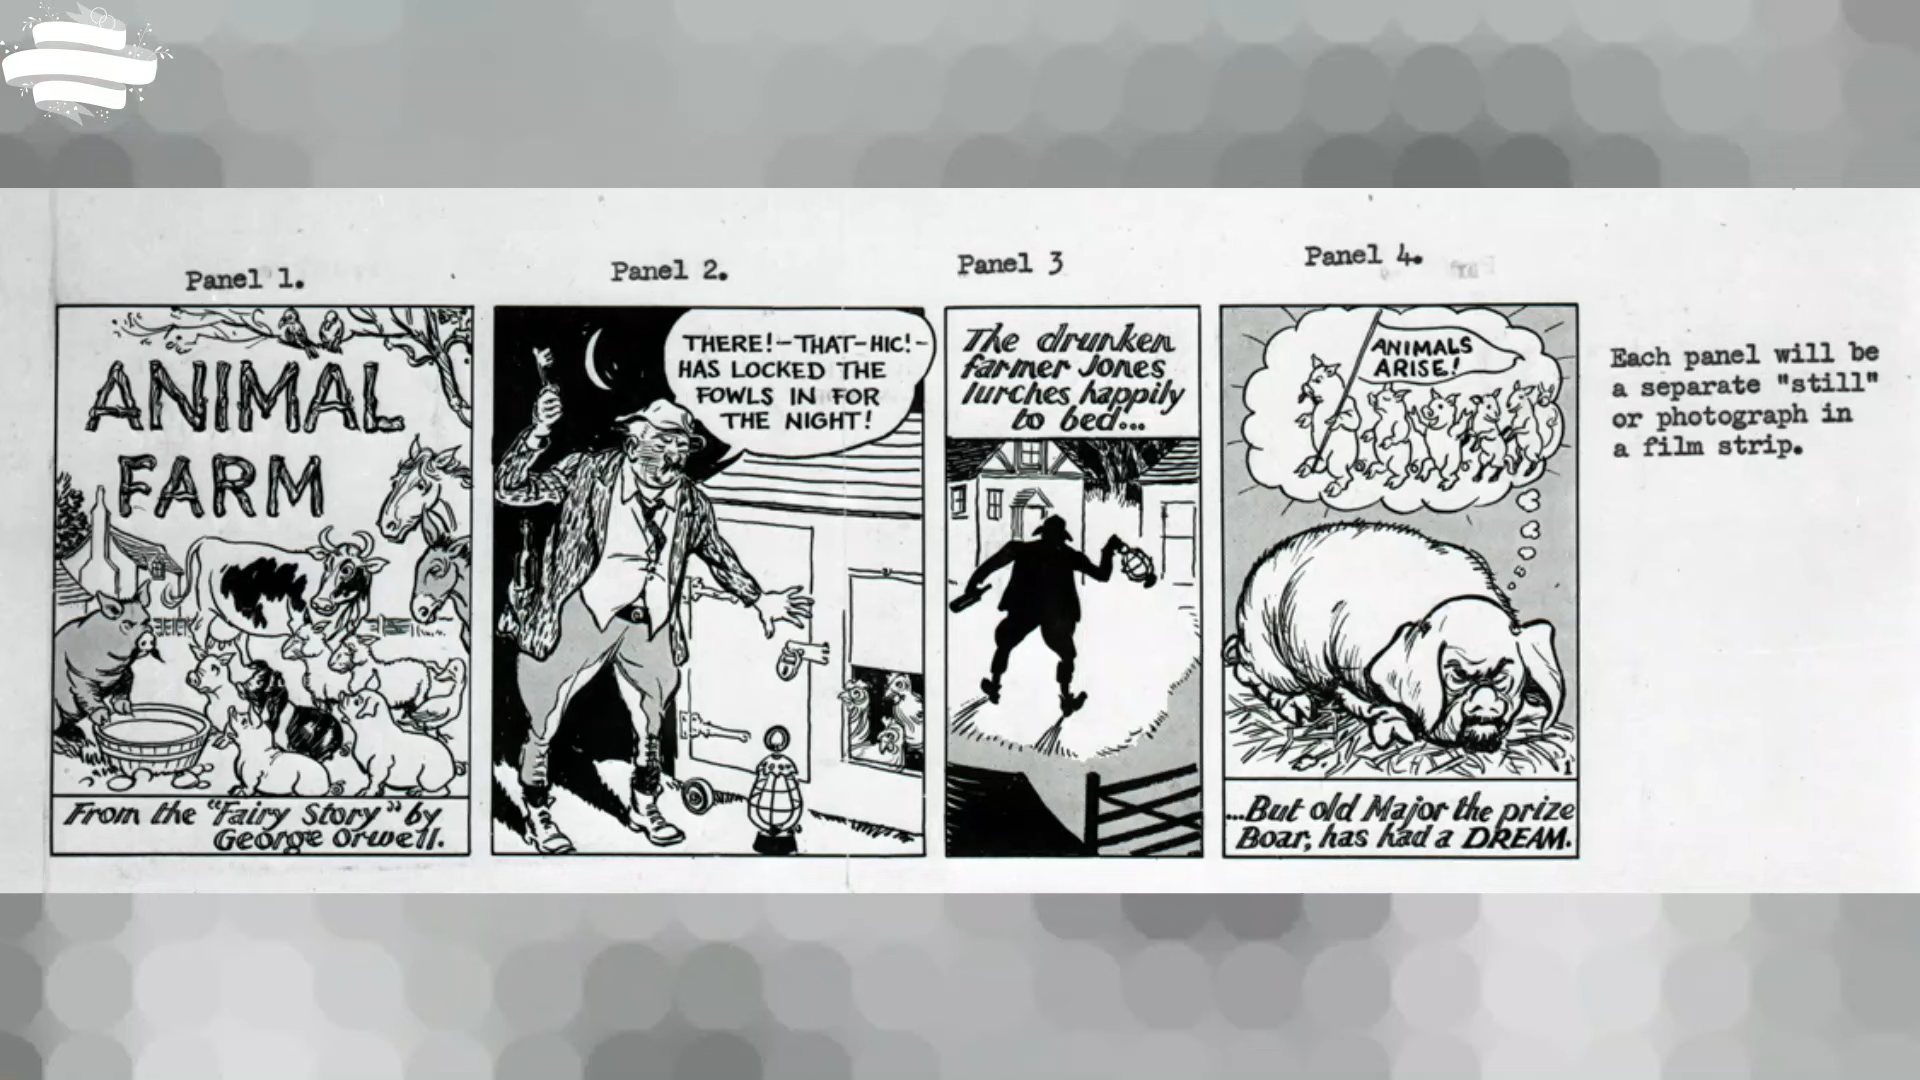 Panel 1.
ANIMAL
FARM
From the "Fairy Story" by
George Orwell.
Panel 2.
THERE!-THAT-HIC!-
HAS LOCKED THE
FOWLS IN FOR
THE NIGHT!
Panel 3
The drunken
farmer Jones
lurches happily
to bed...
Panel 4.
ANIMALS
ARISE!
1
...But old Major the prize
Boar, has had a DREAM.
Each panel will be
a separate "still"
or photograph in
a film strip.